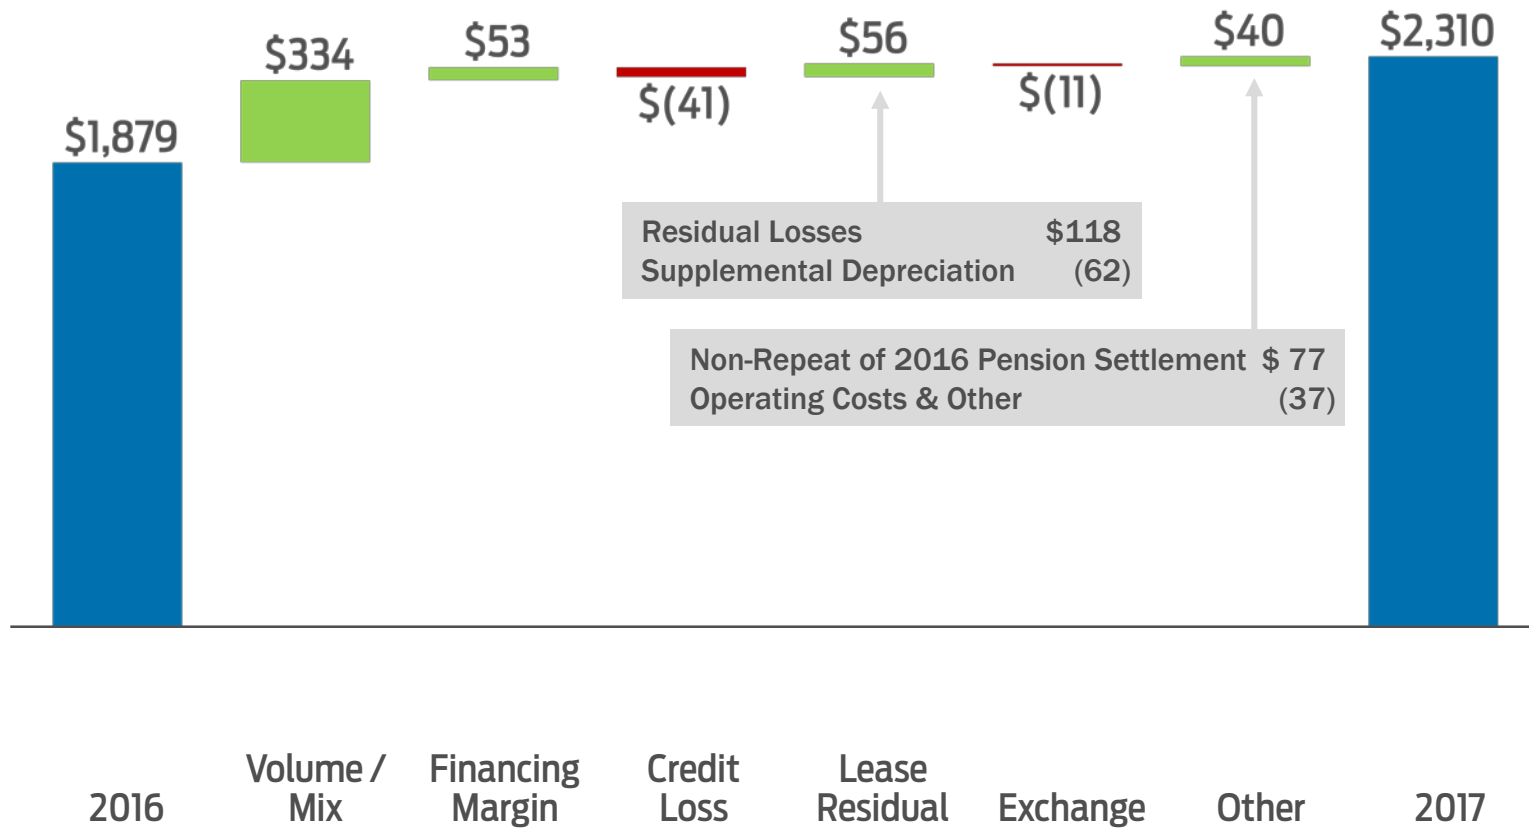 $1,879
$334
$53
$(41)
$56
$(11)
$40
$2,310
Residual Losses $118
Supplemental Depreciation (62)
Non-Repeat of 2016 Pension Settlement $ 77
Operating Costs & Other (37)
2016
Volume /
Mix
Financing
Margin
Credit
Loss
Lease
Residual
Exchange
Other
2017